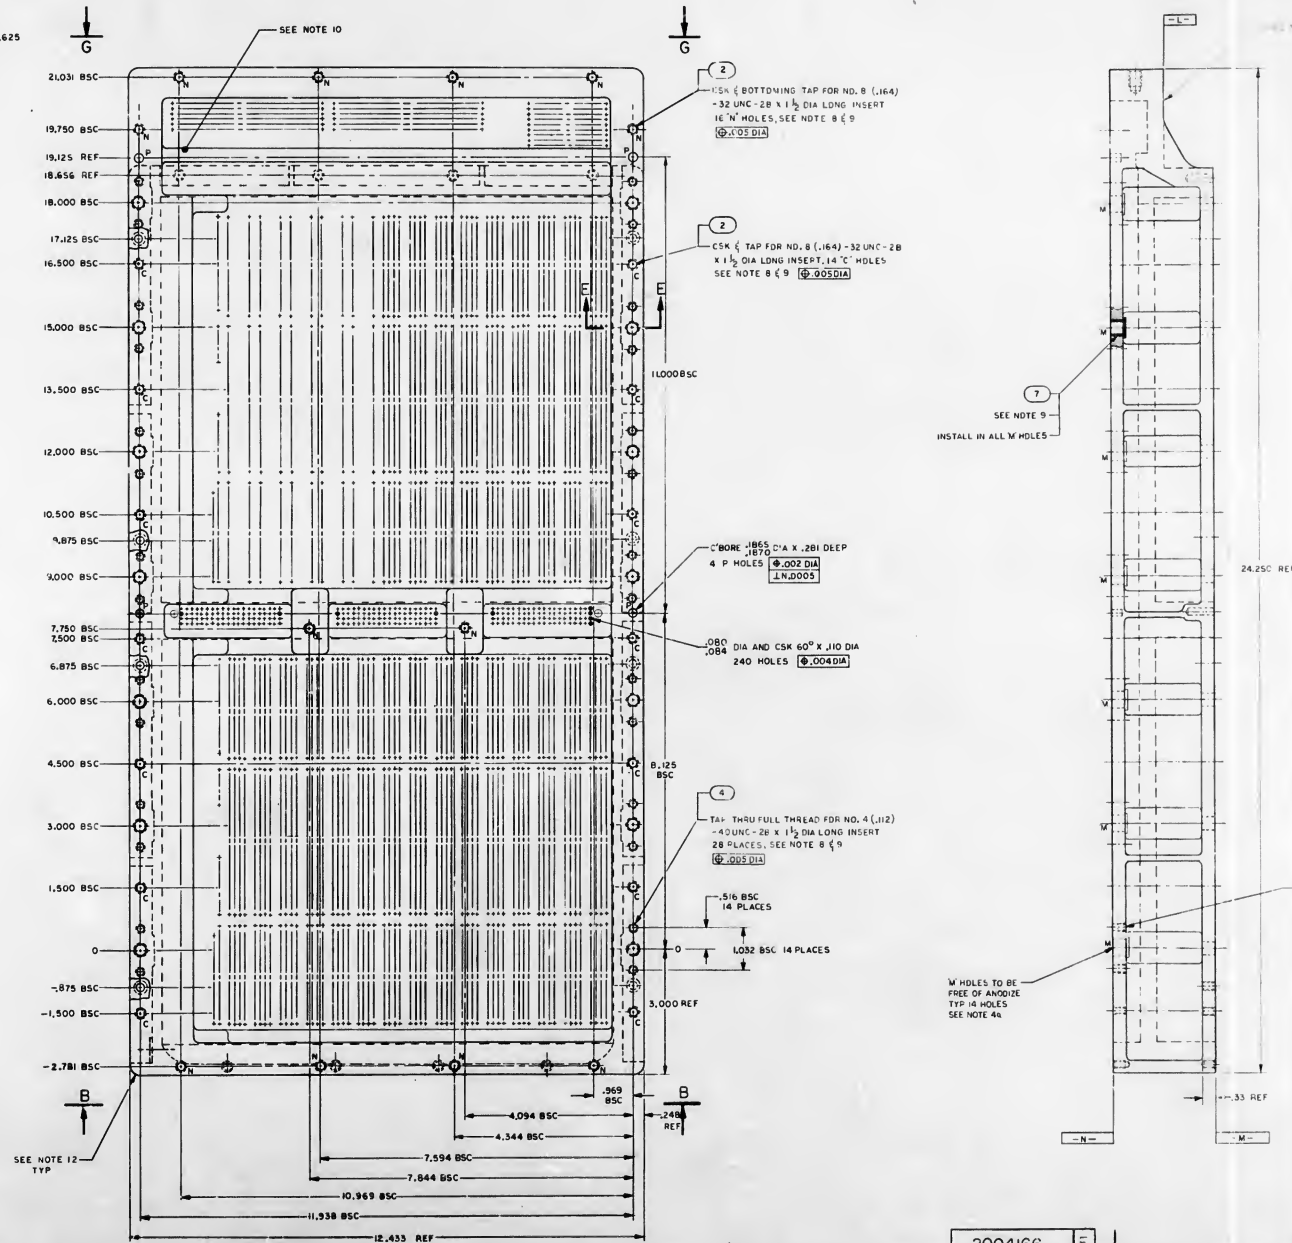 .625
G
G
SEE NOTE 10
21.031 BSC
19.750 BSC
19.125 REF
18.656 REF
18.000 BSC
17.125 BSC
16.500 BSC
15.000 BSC
13.500 BSC
12.000 BSC
10.500 BSC
9.875 BSC
9.000 BSC
7.750 BSC
7.500 BSC
6.875 BSC
6.000 BSC
4.500 BSC
3.000 BSC
1.500 BSC
0
-.875 BSC
-1.500 BSC
-2.781 BSC
N
N
N
N
N
N
P
C
C
C
C
C
C
C
P
N
N
C
C
C
C
C
C
C
N
N
N
N
E
E
2
CSK & BOTTOMING TAP FOR NO. 8 (.164)
-32 UNC-2B X 1 1/2 DIA LONG INSERT
16 "N" HOLES, SEE NOTE 8 & 9
⌖ .005 DIA
2
CSK & TAP FOR NO. 8 (.164)-32 UNC-2B
X 1 1/2 DIA LONG INSERT. 14 "C" HOLES
SEE NOTE 8 & 9 ⌖ .005 DIA
11.000 BSC
C'BORE .1865 DIA X .281 DEEP
.1870
4 P HOLES ⌖ .002 DIA
⊥ N .0005
.080 DIA AND CSK 60° X .110 DIA
.084
240 HOLES ⌖ .004 DIA
8.125
BSC
4
TAP THRU FULL THREAD FOR NO. 4 (.112)
-40 UNC-2B X 1 1/2 DIA LONG INSERT
28 PLACES, SEE NOTE 8 & 9
⌖ .005 DIA
.516 BSC
14 PLACES
0
1.032 BSC 14 PLACES
3.000 REF
B
B
.969
BSC
.248
REF
4.094 BSC
4.344 BSC
7.594 BSC
7.844 BSC
10.969 BSC
11.938 BSC
12.433 REF
SEE NOTE 12
TYP
-L-
M
M
M
M
M
M
M
7
SEE NOTE 9
INSTALL IN ALL "M" HOLES
24.250 REF
"M" HOLES TO BE
FREE OF ANODIZE
TYP 14 HOLES
SEE NOTE 4a
.33 REF
-N-
-M-
2004166 E